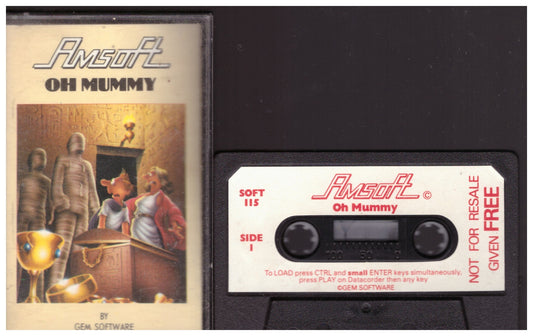 Amsoft
OH MUMMY
BY
GEM SOFTWARE
SOFT
115
Amsoft ©
Oh Mummy
SIDE
1
To LOAD press CTRL and small ENTER keys simultaneously,
press PLAY on Datacorder then any key
©GEM SOFTWARE
NOT FOR RESALE
GIVEN FREE